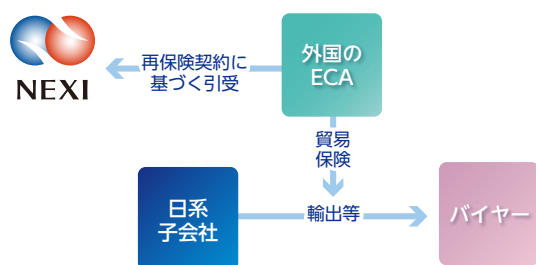 NEXI
再保険契約に
基づく引受
外国の
ECA
貿易
保険
日系
子会社
輸出等
バイヤー